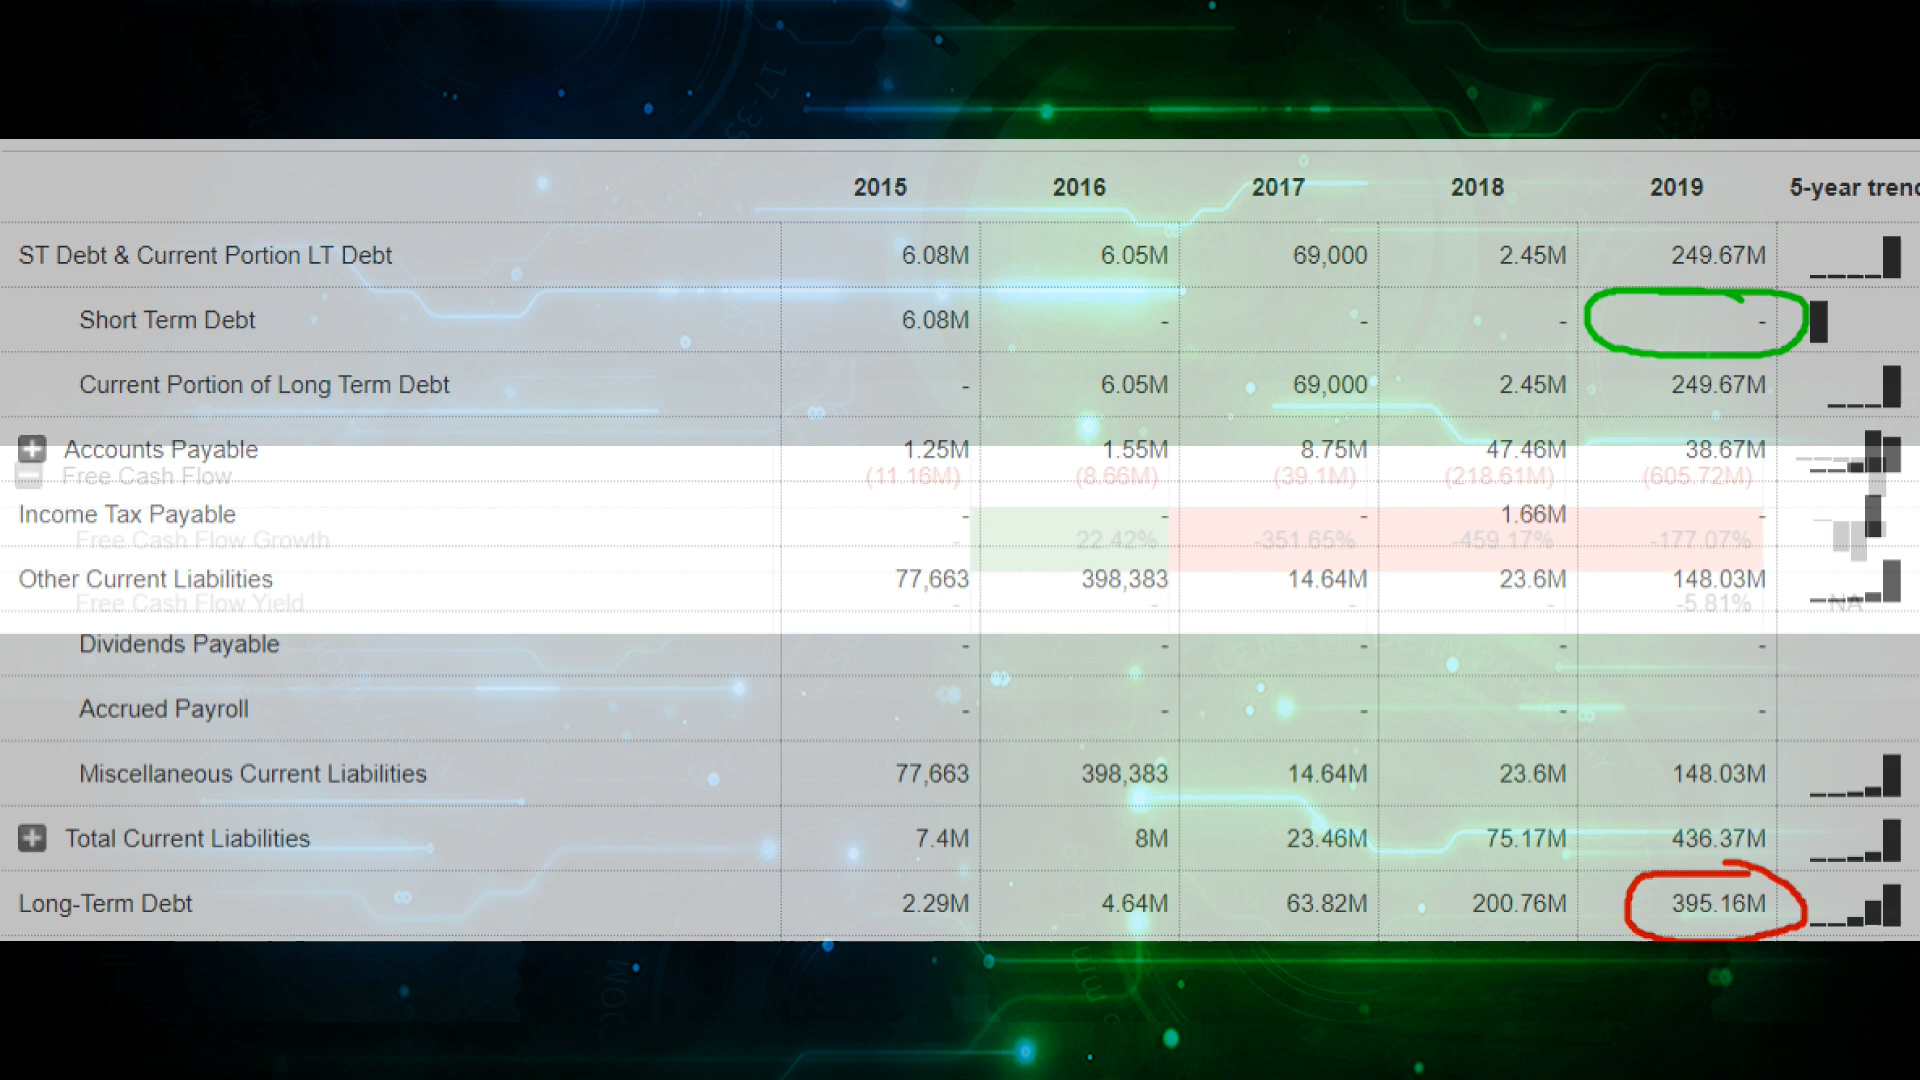 2015 2016 2017 2018 2019 5-year trend
ST Debt & Current Portion LT Debt 6.08M 6.05M 69,000 2.45M 249.67M
Short Term Debt 6.08M - - - -
Current Portion of Long Term Debt - 6.05M 69,000 2.45M 249.67M
Accounts Payable 1.25M 1.55M 8.75M 47.46M 38.67M
Free Cash Flow (11.16M) (8.66M) (39.1M) (218.61M) (605.72M)
Income Tax Payable - - - 1.66M -
Free Cash Flow Growth - 22.42% -351.65% -459.17% -177.07%
Other Current Liabilities 77,663 398,383 14.64M 23.6M 148.03M
Free Cash Flow Yield - - - - -5.81% NA
Dividends Payable - - - - -
Accrued Payroll - - - - -
Miscellaneous Current Liabilities 77,663 398,383 14.64M 23.6M 148.03M
Total Current Liabilities 7.4M 8M 23.46M 75.17M 436.37M
Long-Term Debt 2.29M 4.64M 63.82M 200.76M 395.16M